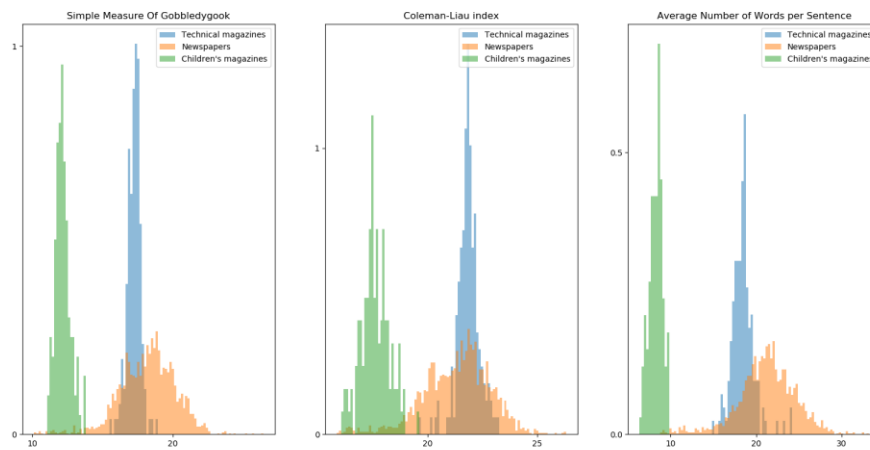 Simple Measure Of Gobbledygook
Technical magazines
Newspapers
Children's magazines
1
0
10
20
Coleman-Liau index
Technical magazines
Newspapers
Children's magazines
1
0
20
25
Average Number of Words per Sentence
Technical magazines
Newspapers
Children's magazines
0.5
0.0
10
20
30